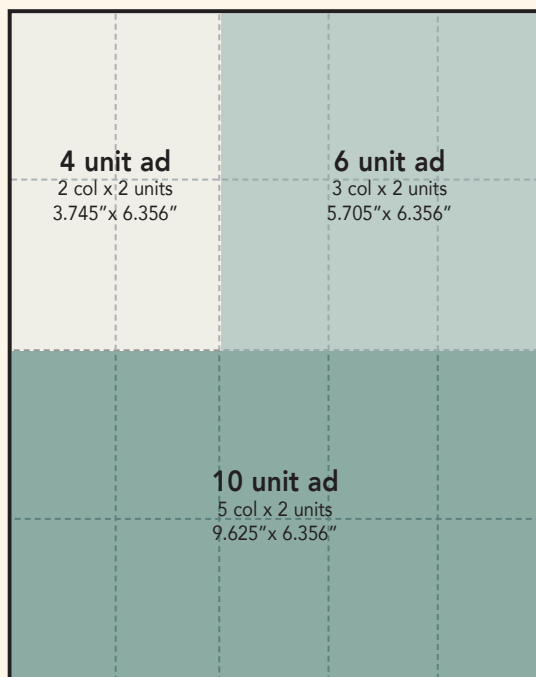 4 unit ad
2 col x 2 units
3.745”x 6.356”
6 unit ad
3 col x 2 units
5.705”x 6.356”
10 unit ad
5 col x 2 units
9.625”x 6.356”